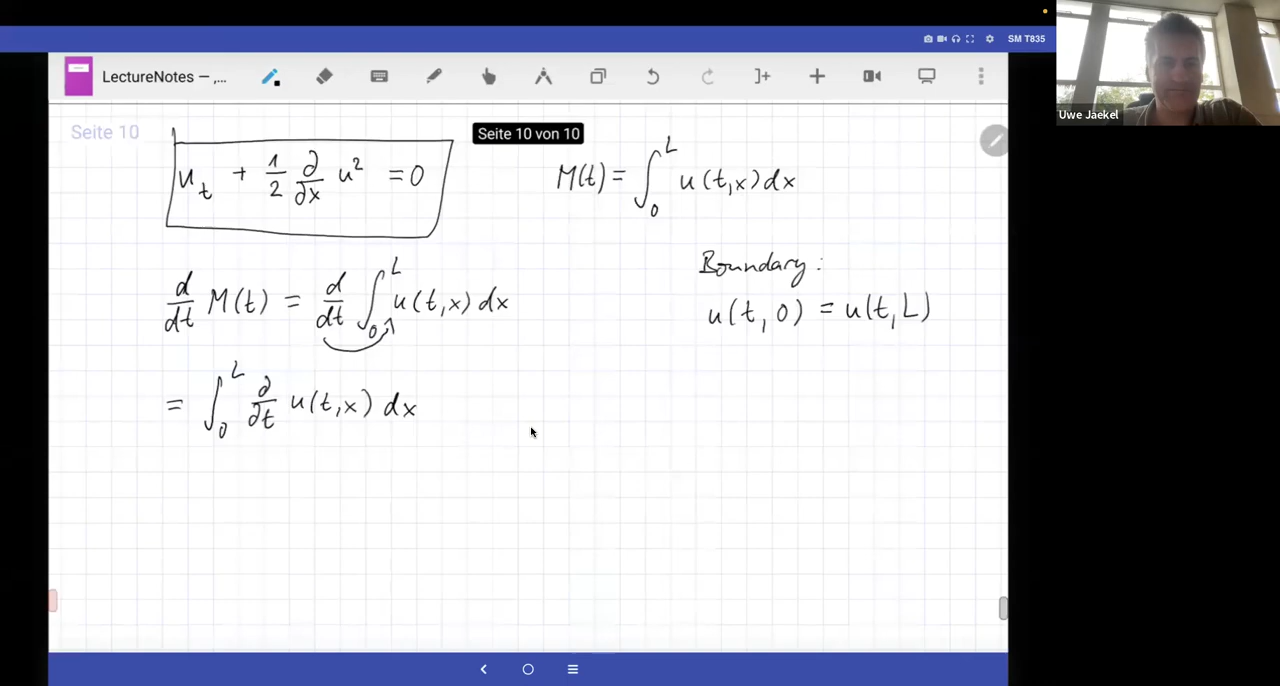 SM T835
LectureNotes – ,...
Uwe Jaekel
Seite 10
Seite 10 von 10
u_t + 1/2 ∂/∂x u² = 0
M(t) = ∫_0^L u(t,x) dx
Boundary:
u(t,0) = u(t,L)
d/dt M(t) = d/dt ∫_0^L u(t,x) dx
= ∫_0^L ∂/∂t u(t,x) dx